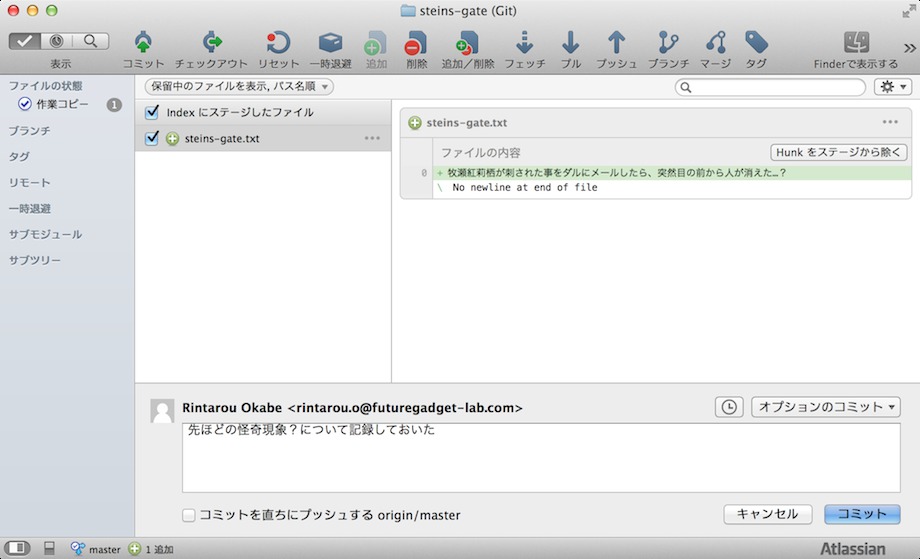 steins-gate (Git)
表示
コミット
チェックアウト
リセット
一時退避
追加
削除
追加/削除
フェッチ
プル
プッシュ
ブランチ
マージ
タグ
Finderで表示する
ファイルの状態
作業コピー 1
ブランチ
タグ
リモート
一時退避
サブモジュール
サブツリー
保留中のファイルを表示, パス名順
Index にステージしたファイル
steins-gate.txt
steins-gate.txt
ファイルの内容
Hunk をステージから除く
0 + 牧瀬紅莉栖が刺された事をダルにメールしたら、突然目の前から人が消えた…？
\ No newline at end of file
Rintarou Okabe <rintarou.o@futuregadget-lab.com>
オプションのコミット
先ほどの怪奇現象？について記録しておいた
コミットを直ちにプッシュする origin/master
キャンセル
コミット
master
1 追加
Atlassian